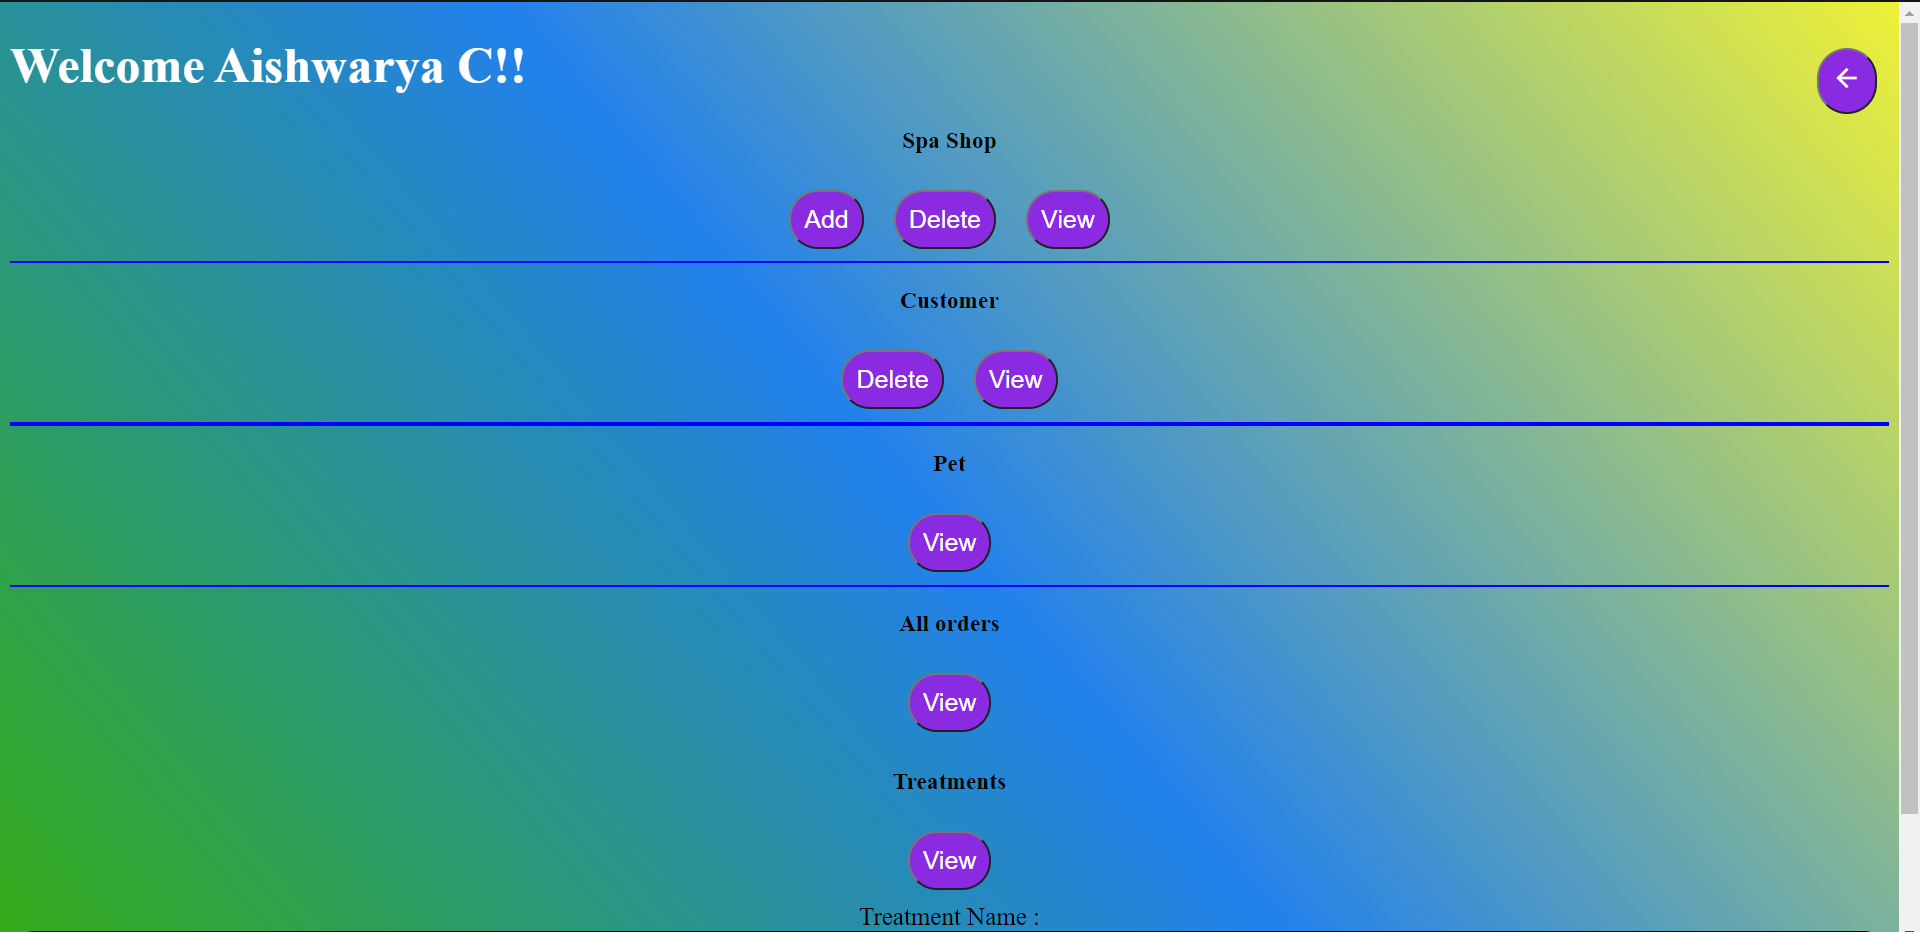 Welcome Aishwarya C!!
Spa Shop
Add Delete View
Customer
Delete View
Pet
View
All orders
View
Treatments
View
Treatment Name :